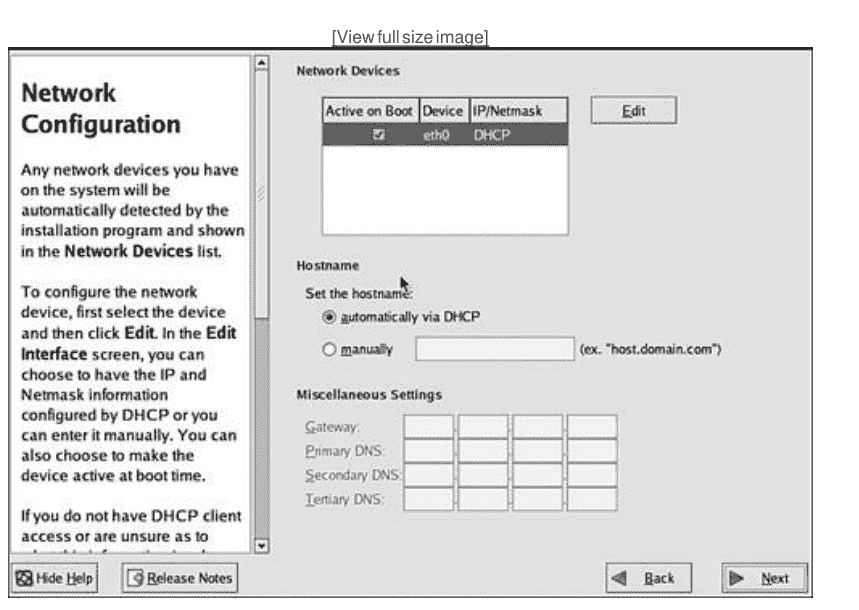 [View full size image]
Network
Configuration
Any network devices you have
on the system will be
automatically detected by the
installation program and shown
in the Network Devices list.
To configure the network
device, first select the device
and then click Edit. In the Edit
Interface screen, you can
choose to have the IP and
Netmask information
configured by DHCP or you
can enter it manually. You can
also choose to make the
device active at boot time.
If you do not have DHCP client
access or are unsure as to
Network Devices
Active on Boot Device IP/Netmask
eth0 DHCP
Edit
Hostname
Set the hostname:
automatically via DHCP
manually (ex. "host.domain.com")
Miscellaneous Settings
Gateway:
Primary DNS:
Secondary DNS:
Tertiary DNS:
Hide Help Release Notes Back Next